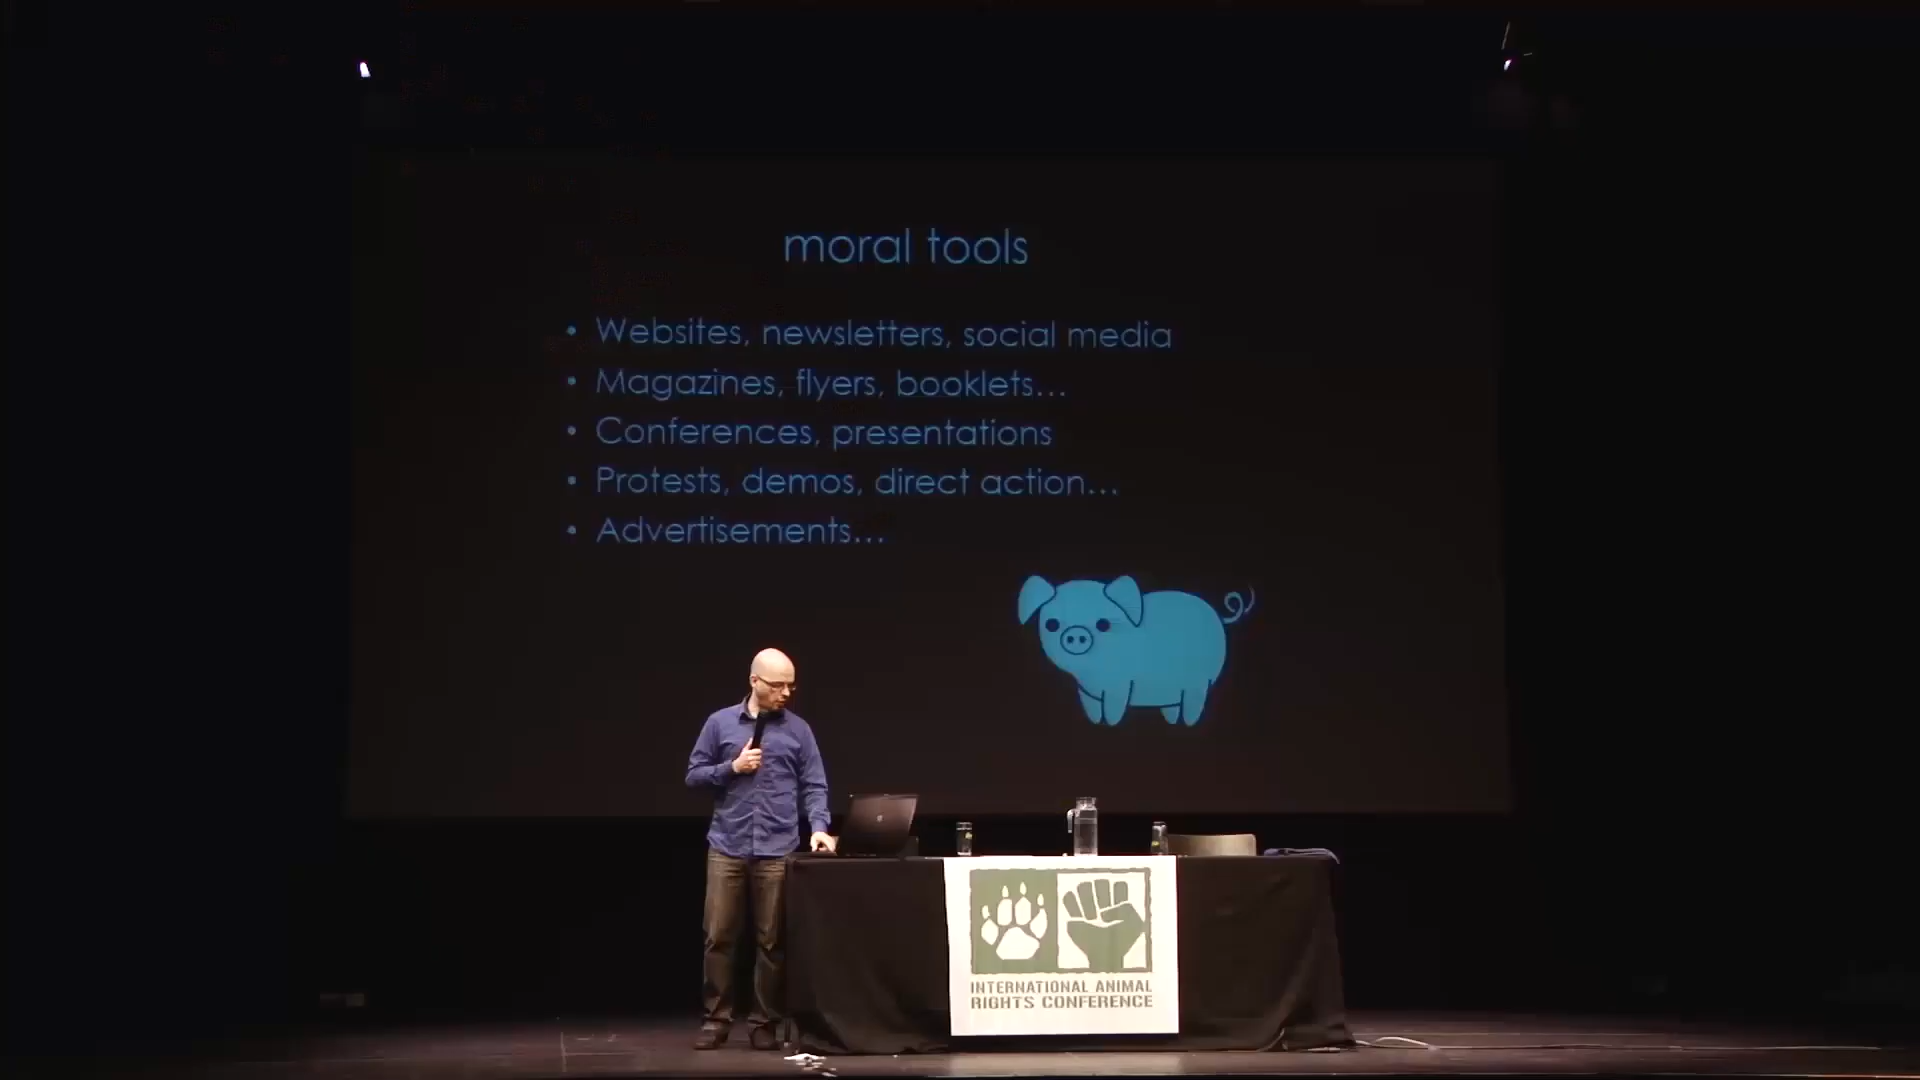 moral tools
• Websites, newsletters, social media
• Magazines, flyers, booklets…
• Conferences, presentations
• Protests, demos, direct action…
• Advertisements…
INTERNATIONAL ANIMAL
RIGHTS CONFERENCE